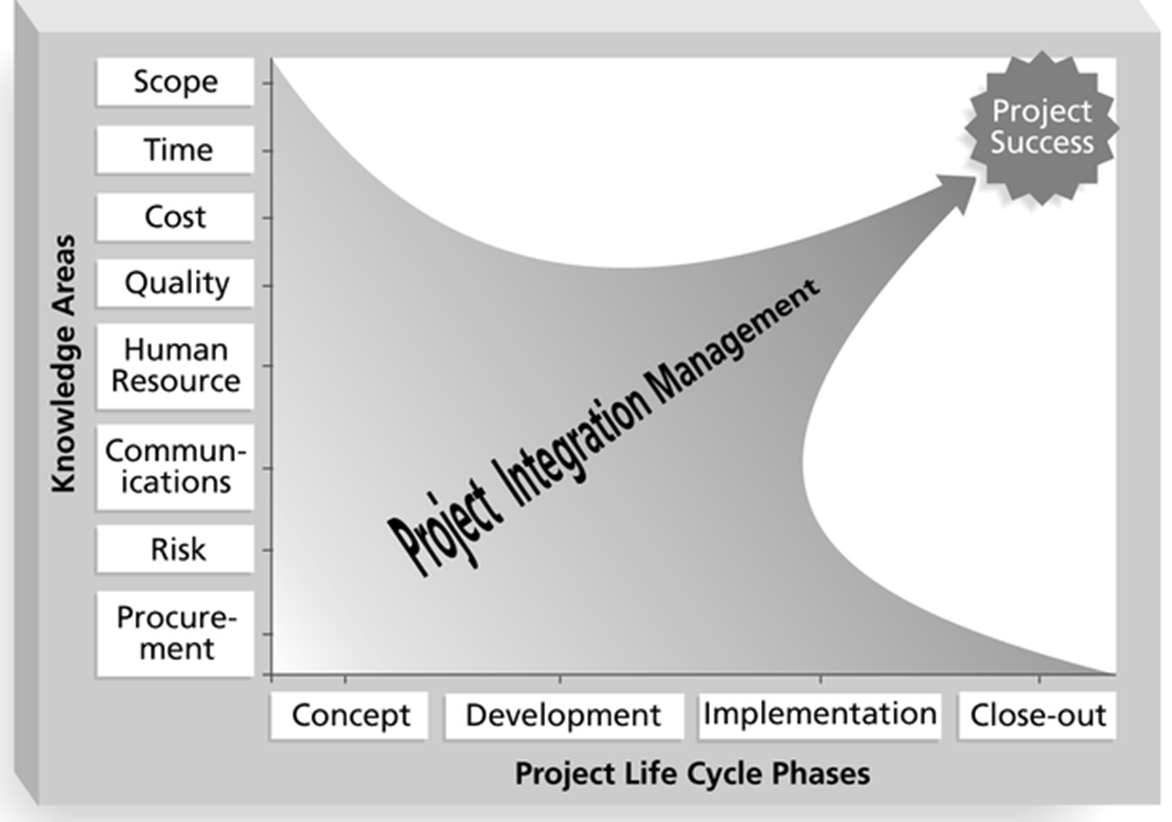 Knowledge Areas
Scope
Time
Cost
Quality
Human
Resource
Commun-
ications
Risk
Procure-
ment
Project Integration Management
Project
Success
Concept
Development
Implementation
Close-out
Project Life Cycle Phases